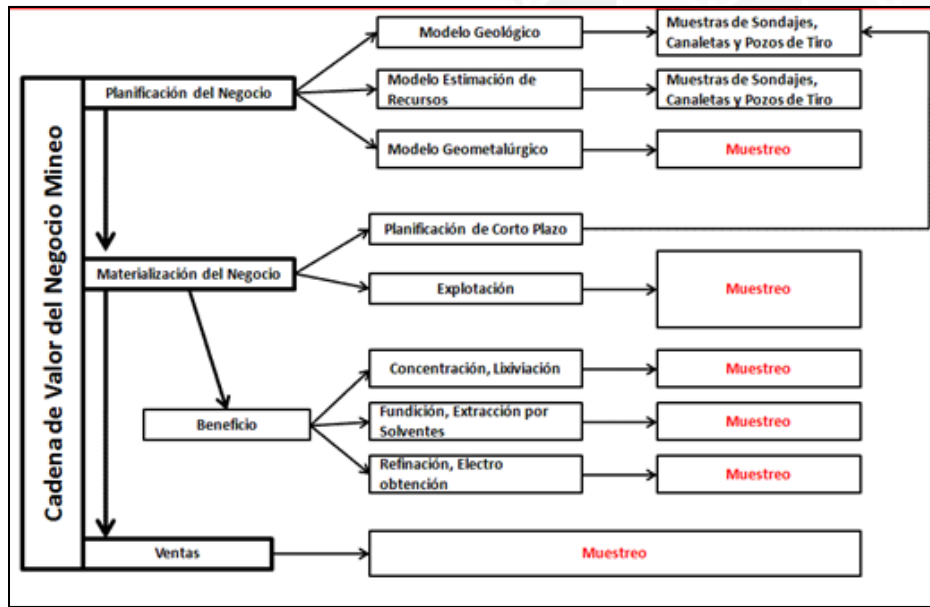 Cadena de Valor del Negocio Mineo
Planificación del Negocio
Modelo Geológico
Muestras de Sondajes,
Canaletas y Pozos de Tiro
Modelo Estimación de
Recursos
Muestras de Sondajes,
Canaletas y Pozos de Tiro
Modelo Geometalúrgico
Muestreo
Materialización del Negocio
Planificación de Corto Plazo
Explotación
Muestreo
Beneficio
Concentración, Lixiviación
Muestreo
Fundición, Extracción por
Solventes
Muestreo
Refinación, Electro
obtención
Muestreo
Ventas
Muestreo